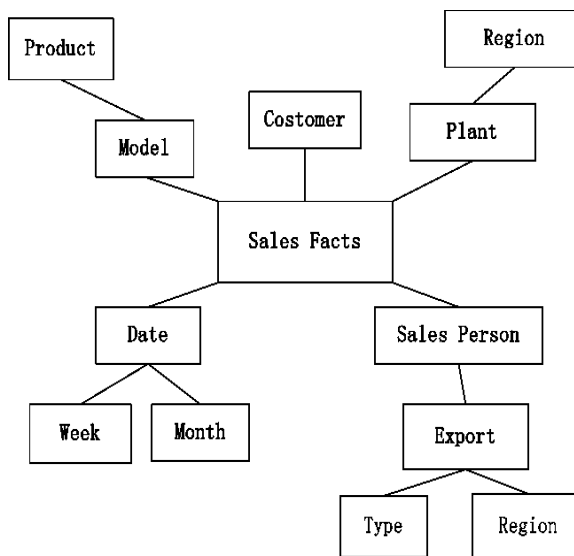 Product
Region
Costomer
Model
Plant
Sales Facts
Date
Sales Person
Week
Month
Export
Type
Region